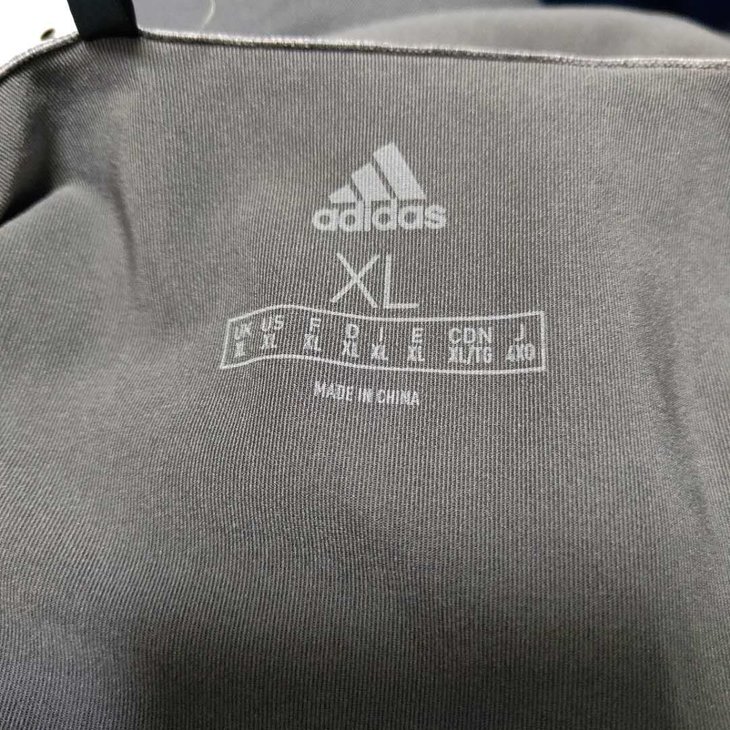 adidas
XL
UK US F D I E CDN J
XL XL XL XL XL XL XL/TG 4XO
MADE IN CHINA